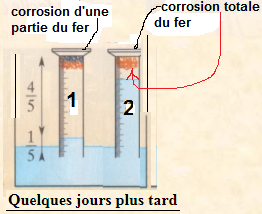 corrosion d'une
partie du fer
corrosion totale
du fer
4
5
1
5
1
2
Quelques jours plus tard